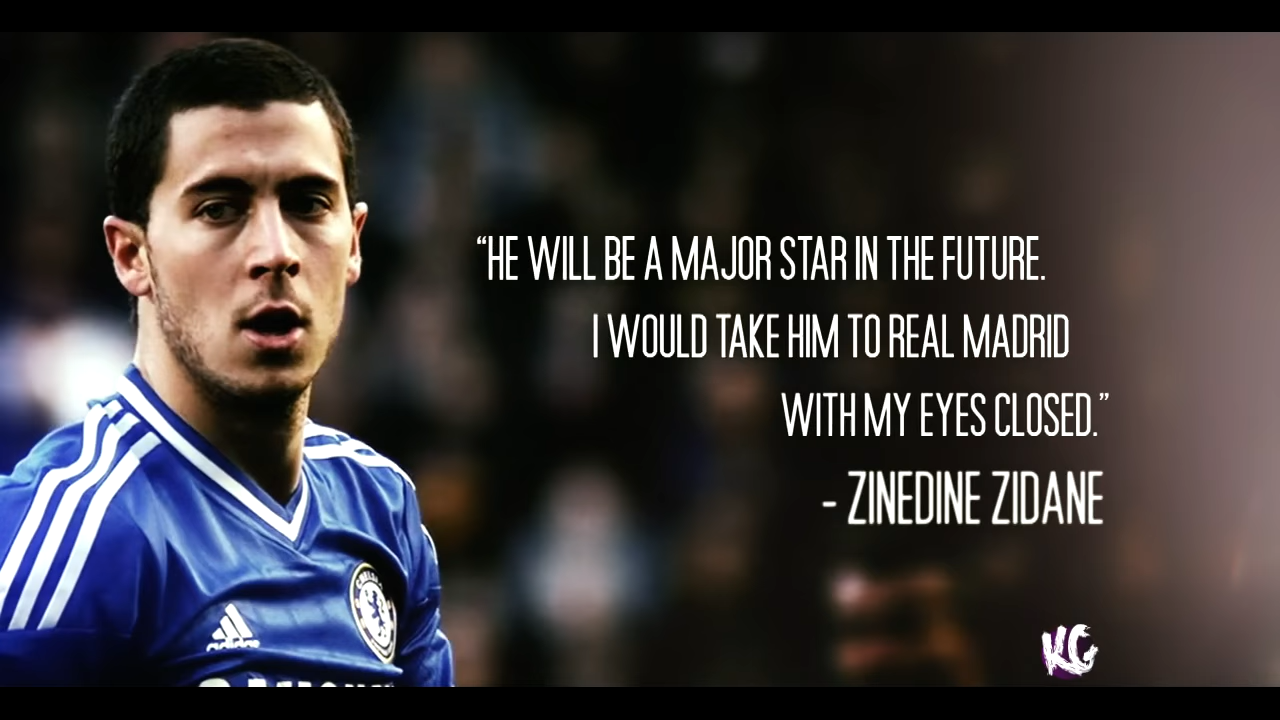 “HE WILL BE A MAJOR STAR IN THE FUTURE.
I WOULD TAKE HIM TO REAL MADRID
WITH MY EYES CLOSED.”
- ZINEDINE ZIDANE
adidas
KG